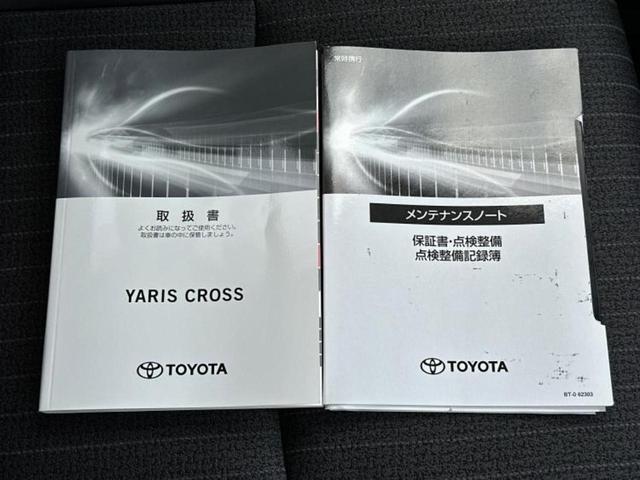 取扱書
よくお読みになってご使用ください。
取扱書は車の中に保管しましょう。
YARIS CROSS
TOYOTA
常時携行
メンテナンスノート
保証書・点検整備
点検整備記録簿
TOYOTA
BT-0 62303